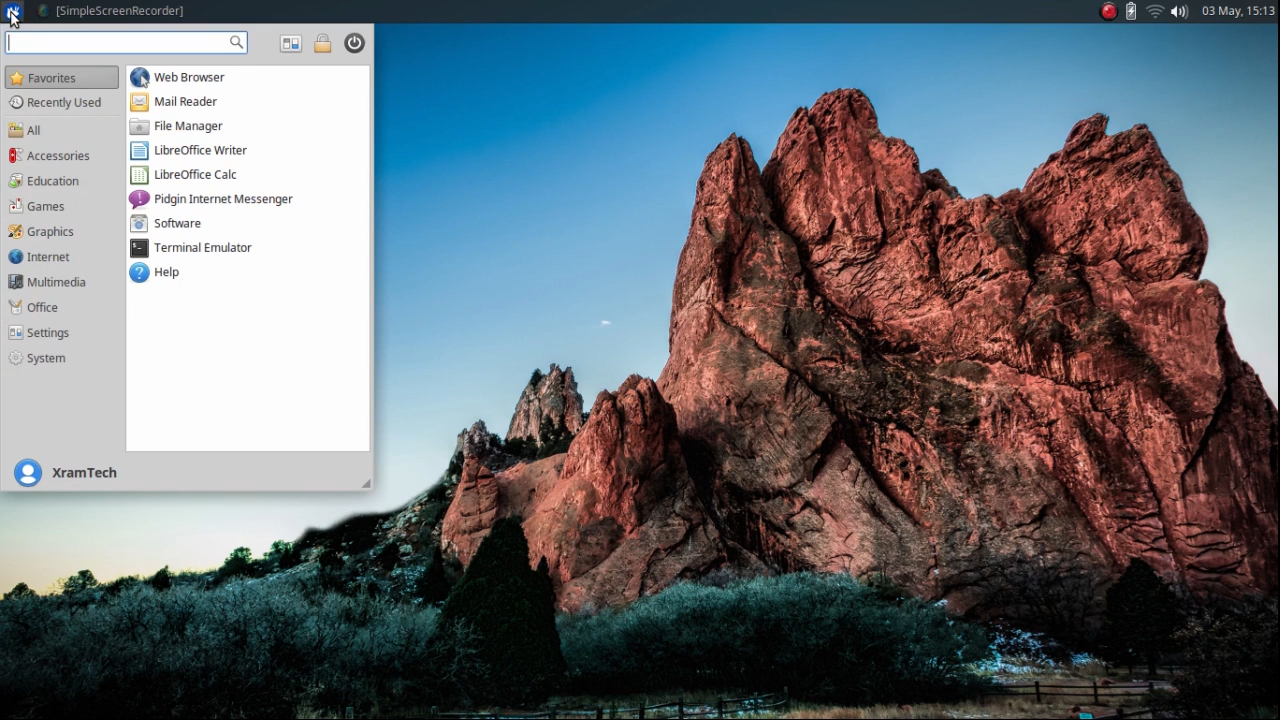 [SimpleScreenRecorder]
03 May, 15:13
Favorites
Recently Used
All
Accessories
Education
Games
Graphics
Internet
Multimedia
Office
Settings
System
Web Browser
Mail Reader
File Manager
LibreOffice Writer
LibreOffice Calc
Pidgin Internet Messenger
Software
Terminal Emulator
Help
XramTech